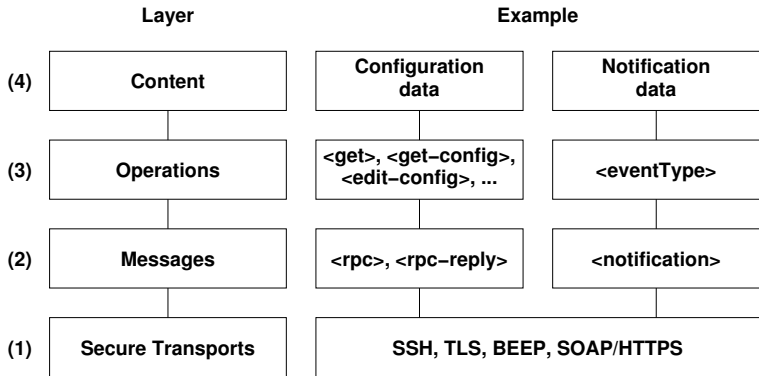 Layer Example
(4) Content Configuration data Notification data
(3) Operations <get>, <get−config>, <edit−config>, ... <eventType>
(2) Messages <rpc>, <rpc−reply> <notification>
(1) Secure Transports SSH, TLS, BEEP, SOAP/HTTPS